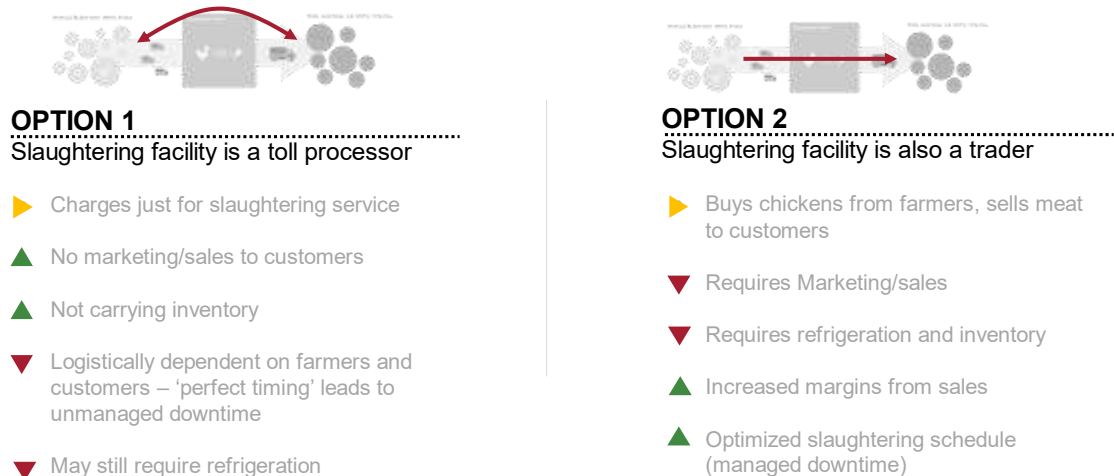 OPTION 1
Slaughtering facility is a toll processor
Charges just for slaughtering service
No marketing/sales to customers
Not carrying inventory
Logistically dependent on farmers and
customers – ‘perfect timing’ leads to
unmanaged downtime
May still require refrigeration
OPTION 2
Slaughtering facility is also a trader
Buys chickens from farmers, sells meat
to customers
Requires Marketing/sales
Requires refrigeration and inventory
Increased margins from sales
Optimized slaughtering schedule
(managed downtime)